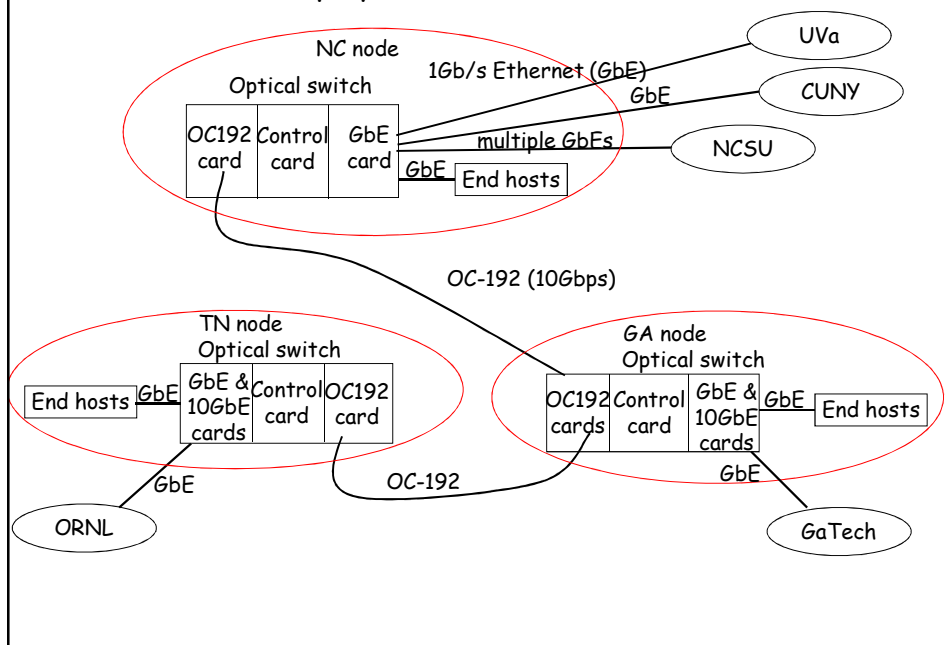 NC node
Optical switch
OC192
card
Control
card
GbE
card
1Gb/s Ethernet (GbE)
GbE
multiple GbEs
GbE
End hosts
UVa
CUNY
NCSU
OC-192 (10Gbps)
TN node
Optical switch
End hosts
GbE
GbE &
10GbE
cards
Control
card
OC192
card
GbE
ORNL
OC-192
GA node
Optical switch
OC192
cards
Control
card
GbE &
10GbE
cards
GbE
End hosts
GbE
GaTech